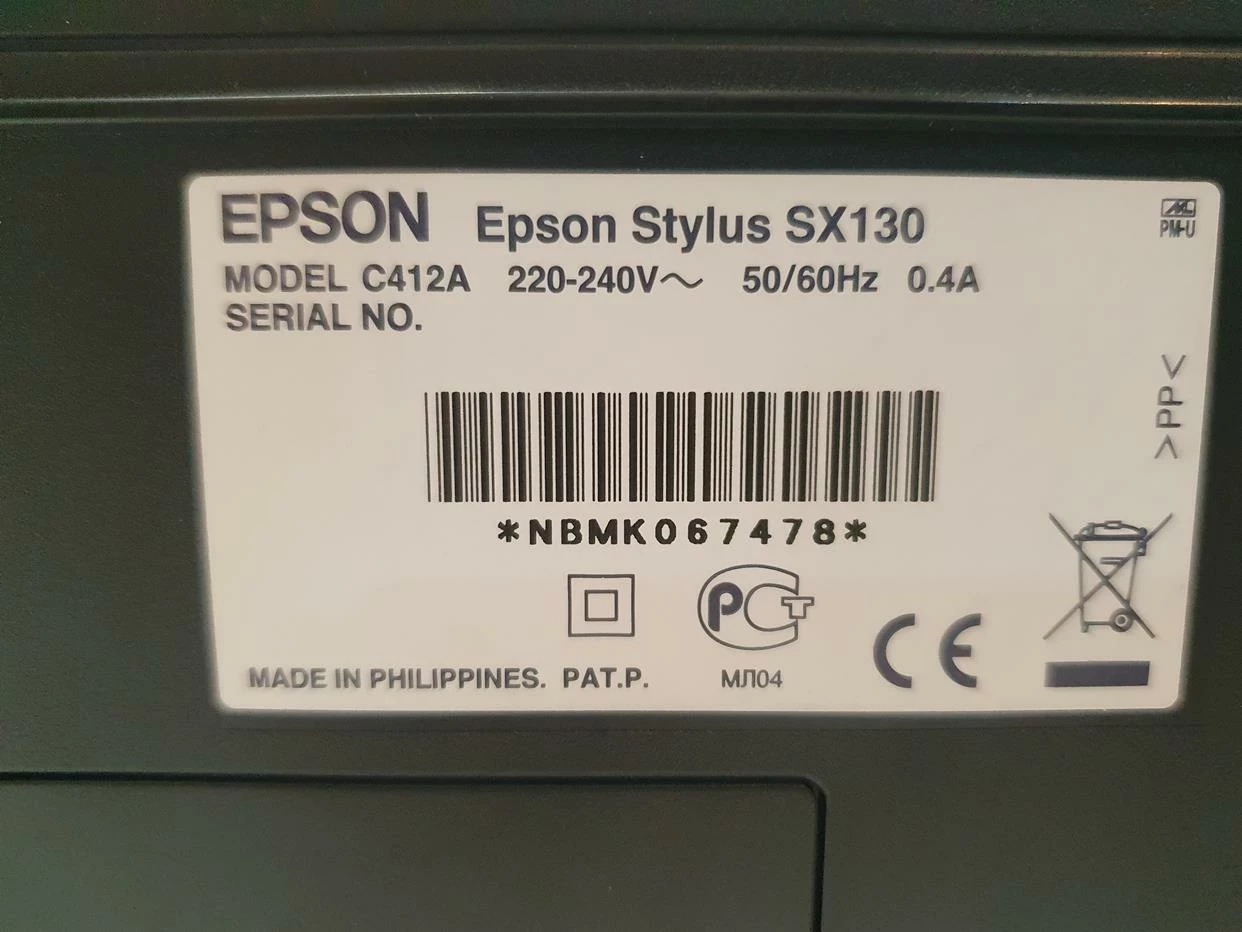 EPSON Epson Stylus SX130
MODEL C412A 220-240V~ 50/60Hz 0.4A
SERIAL NO.
PM-U
>PP<
*NBMK067478*
PCT
CE
MADE IN PHILIPPINES. PAT.P.
МЛ04